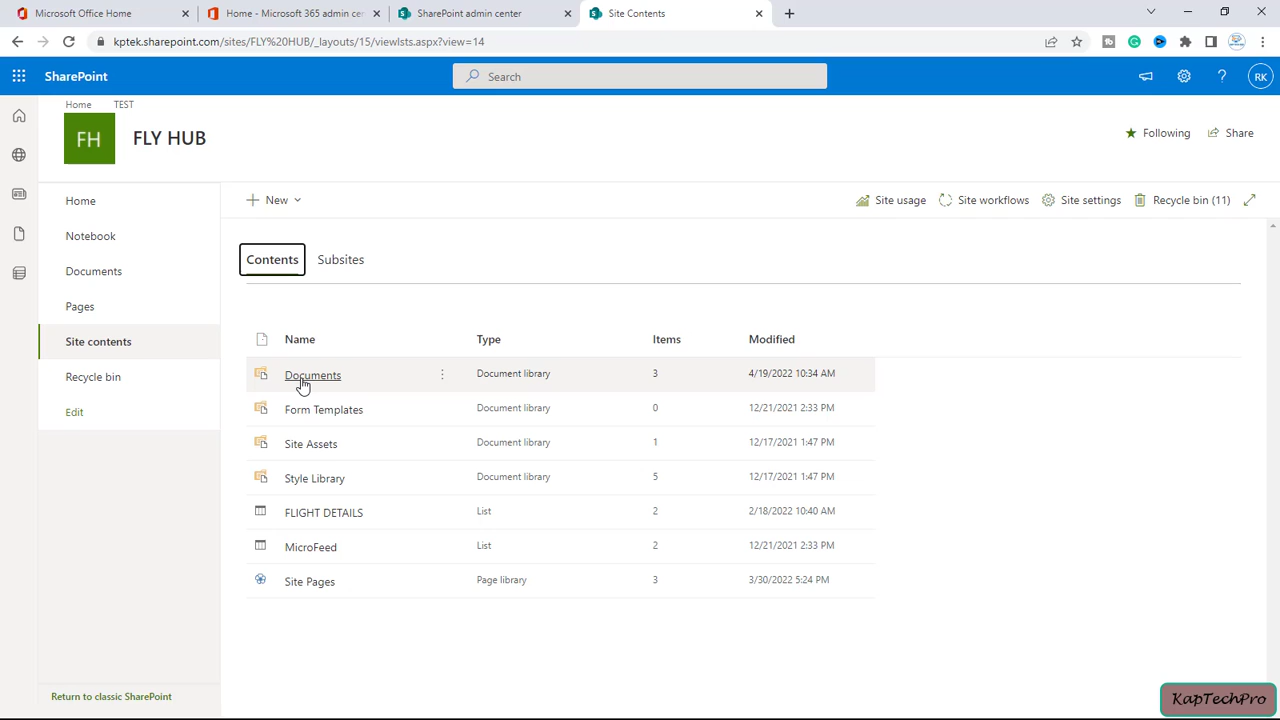 Microsoft Office Home
Home - Microsoft 365 admin cen
SharePoint admin center
Site Contents
kptek.sharepoint.com/sites/FLY%20HUB/_layouts/15/viewlsts.aspx?view=14
SharePoint
Search
RK
Home TEST
FH
FLY HUB
Following
Share
Home
Notebook
Documents
Pages
Site contents
Recycle bin
Edit
Return to classic SharePoint
New
Site usage
Site workflows
Site settings
Recycle bin (11)
Contents
Subsites
Name Type Items Modified
Documents Document library 3 4/19/2022 10:34 AM
Form Templates Document library 0 12/21/2021 2:33 PM
Site Assets Document library 1 12/17/2021 1:47 PM
Style Library Document library 5 12/17/2021 1:47 PM
FLIGHT DETAILS List 2 2/18/2022 10:40 AM
MicroFeed List 2 12/21/2021 2:33 PM
Site Pages Page library 3 3/30/2022 5:24 PM
KapTechPro